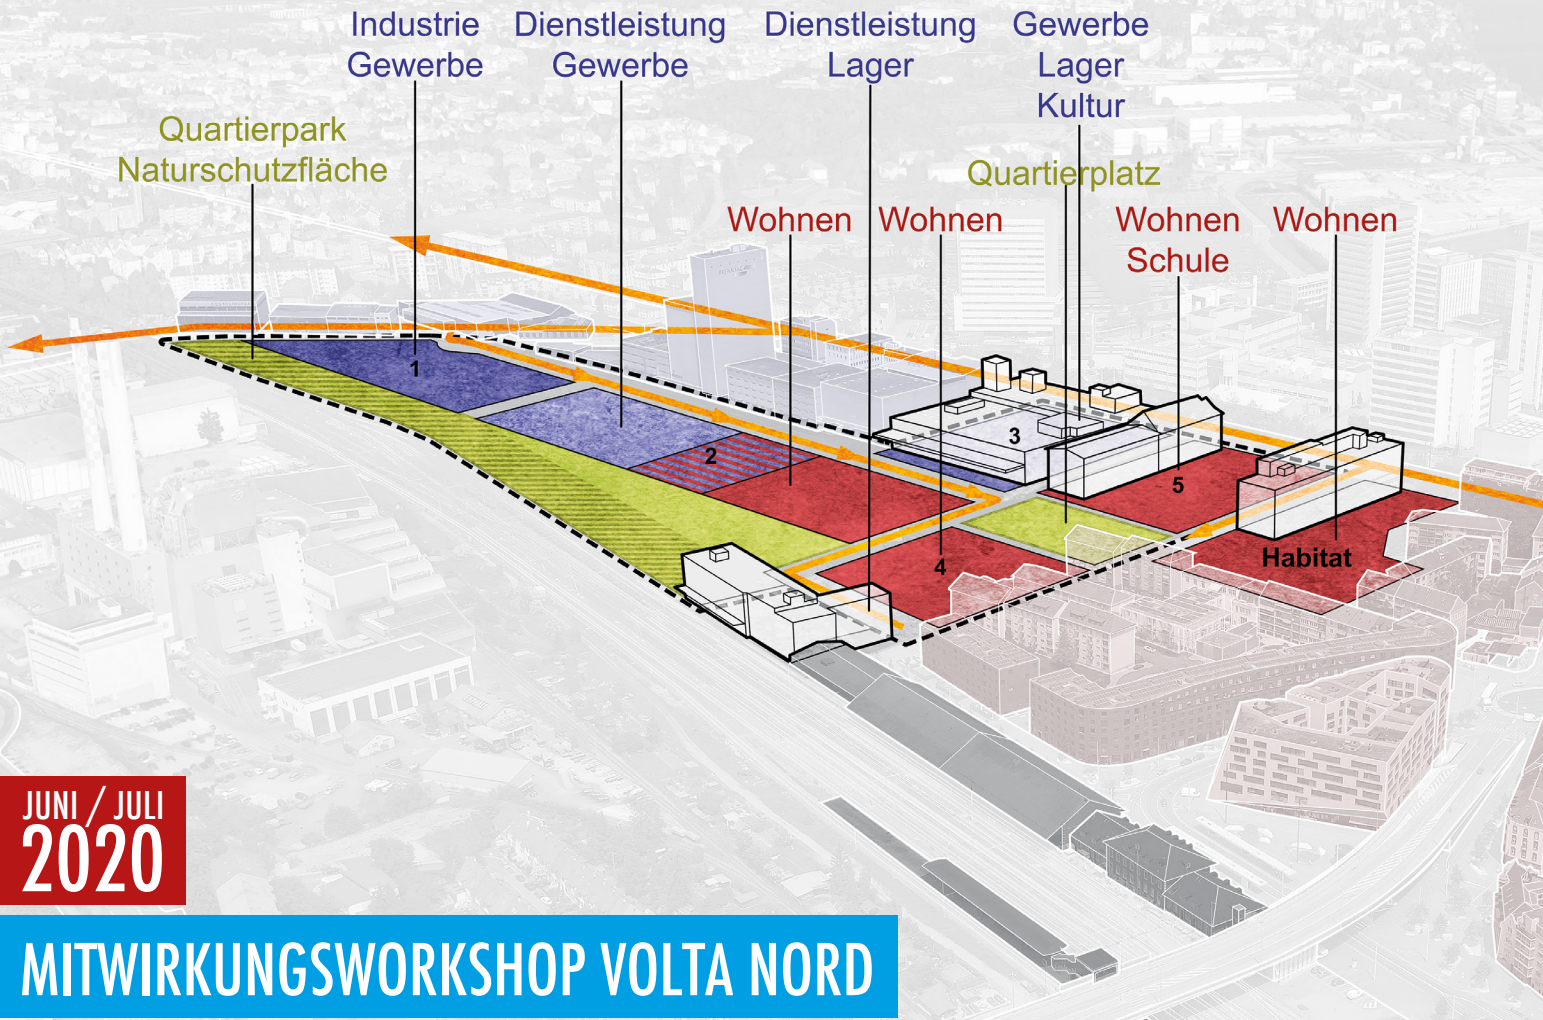 Industrie
Gewerbe
Dienstleistung
Gewerbe
Dienstleistung
Lager
Gewerbe
Lager
Kultur
Quartierpark
Naturschutzfläche
Quartierplatz
Wohnen
Wohnen
Wohnen
Schule
Wohnen
1
2
3
4
5
Habitat
JUNI / JULI
2020
MITWIRKUNGSWORKSHOP VOLTA NORD